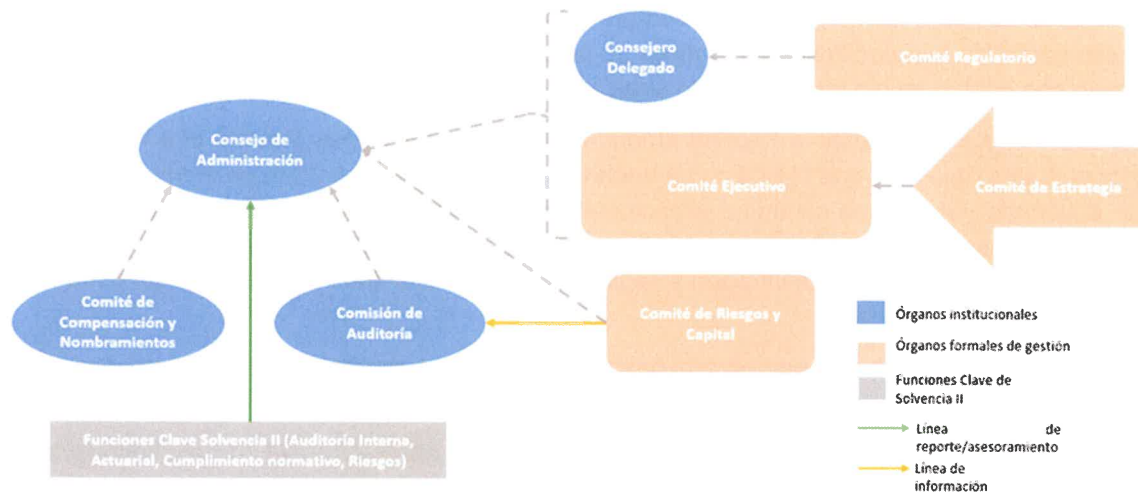 Consejero
Delegado
Comité Regulatorio
Consejo de
Administración
Comité Ejecutivo
Comité de Estrategia
Comité de
Compensación y
Nombramientos
Comisión de
Auditoría
Comité de Riesgos y
Capital
Funciones Clave Solvencia II (Auditoría Interna,
Actuarial, Cumplimiento normativo, Riesgos)
Órganos institucionales
Órganos formales de gestión
Funciones Clave de
Solvencia II
Línea de
reporte/asesoramiento
Línea de
información